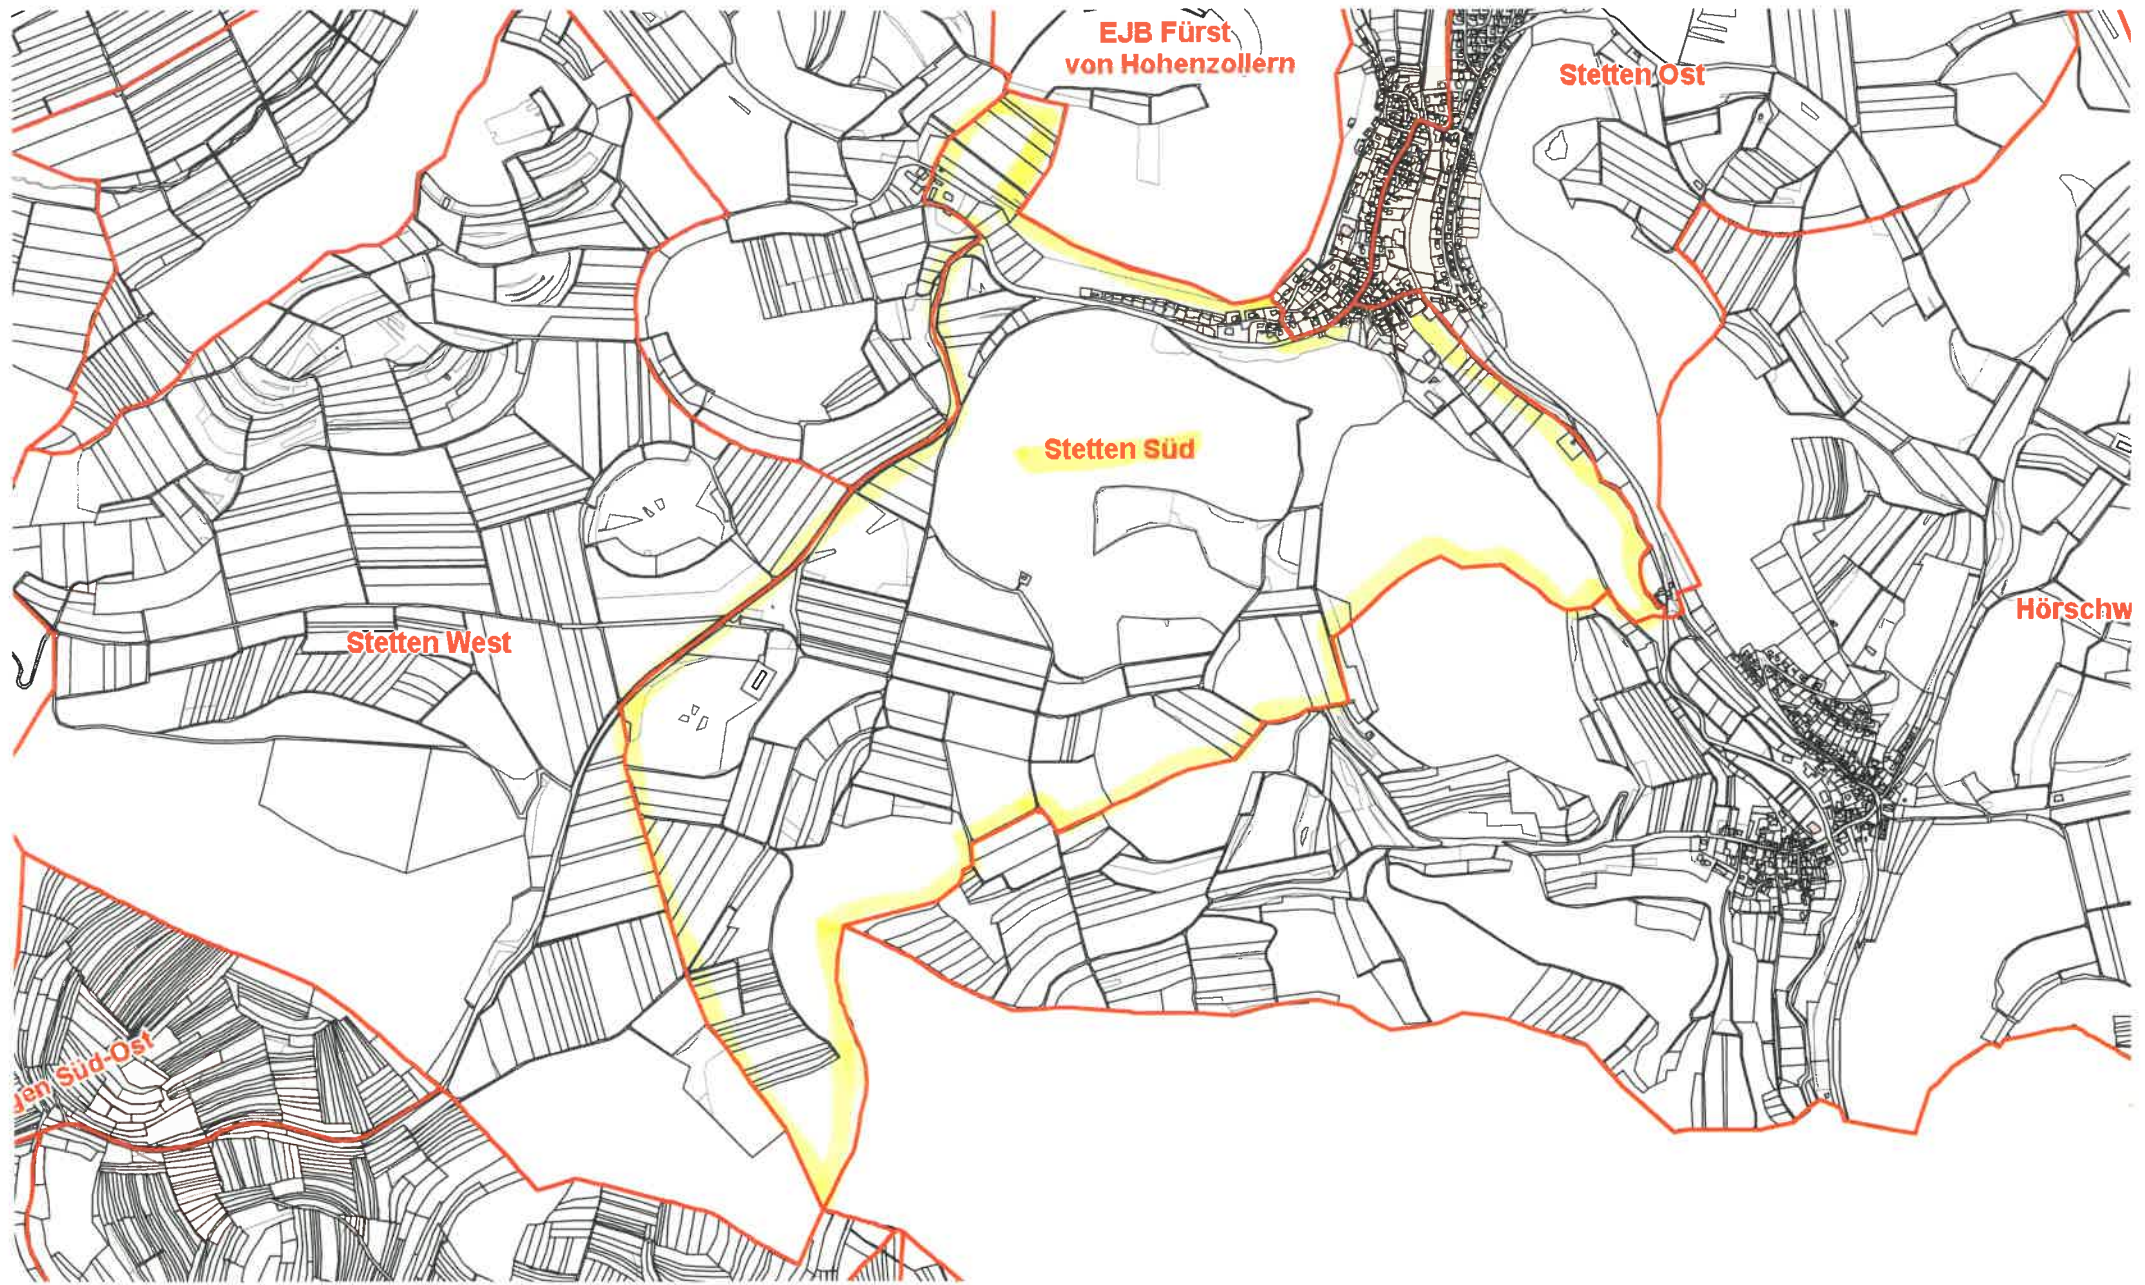 EJB Fürst
von Hohenzollern
Stetten Ost
Stetten Süd
Hörschw
Stetten West
gen Süd-Ost